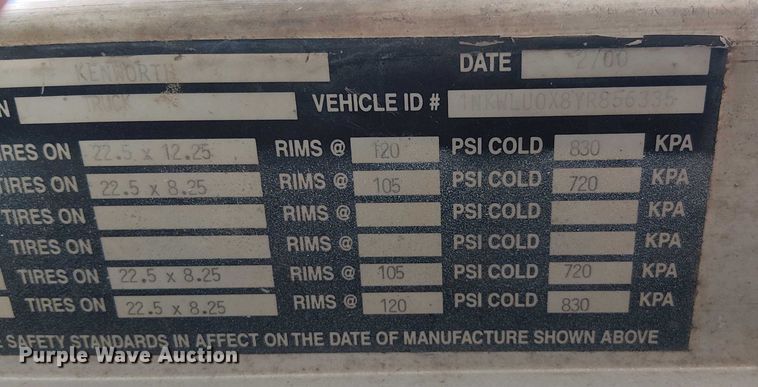 KENWORTH DATE 2/00
N TRUCK VEHICLE ID # 1NKWLU0X8YR856335
TIRES ON 22.5 x 12.25 RIMS @ 120 PSI COLD 830 KPA
TIRES ON 22.5 x 8.25 RIMS @ 105 PSI COLD 720 KPA
TIRES ON RIMS @ PSI COLD KPA
TIRES ON RIMS @ PSI COLD KPA
TIRES ON 22.5 x 8.25 RIMS @ 105 PSI COLD 720 KPA
TIRES ON 22.5 x 8.25 RIMS @ 120 PSI COLD 830 KPA
SAFETY STANDARDS IN AFFECT ON THE DATE OF MANUFACTURE SHOWN ABOVE
Purple Wave Auction